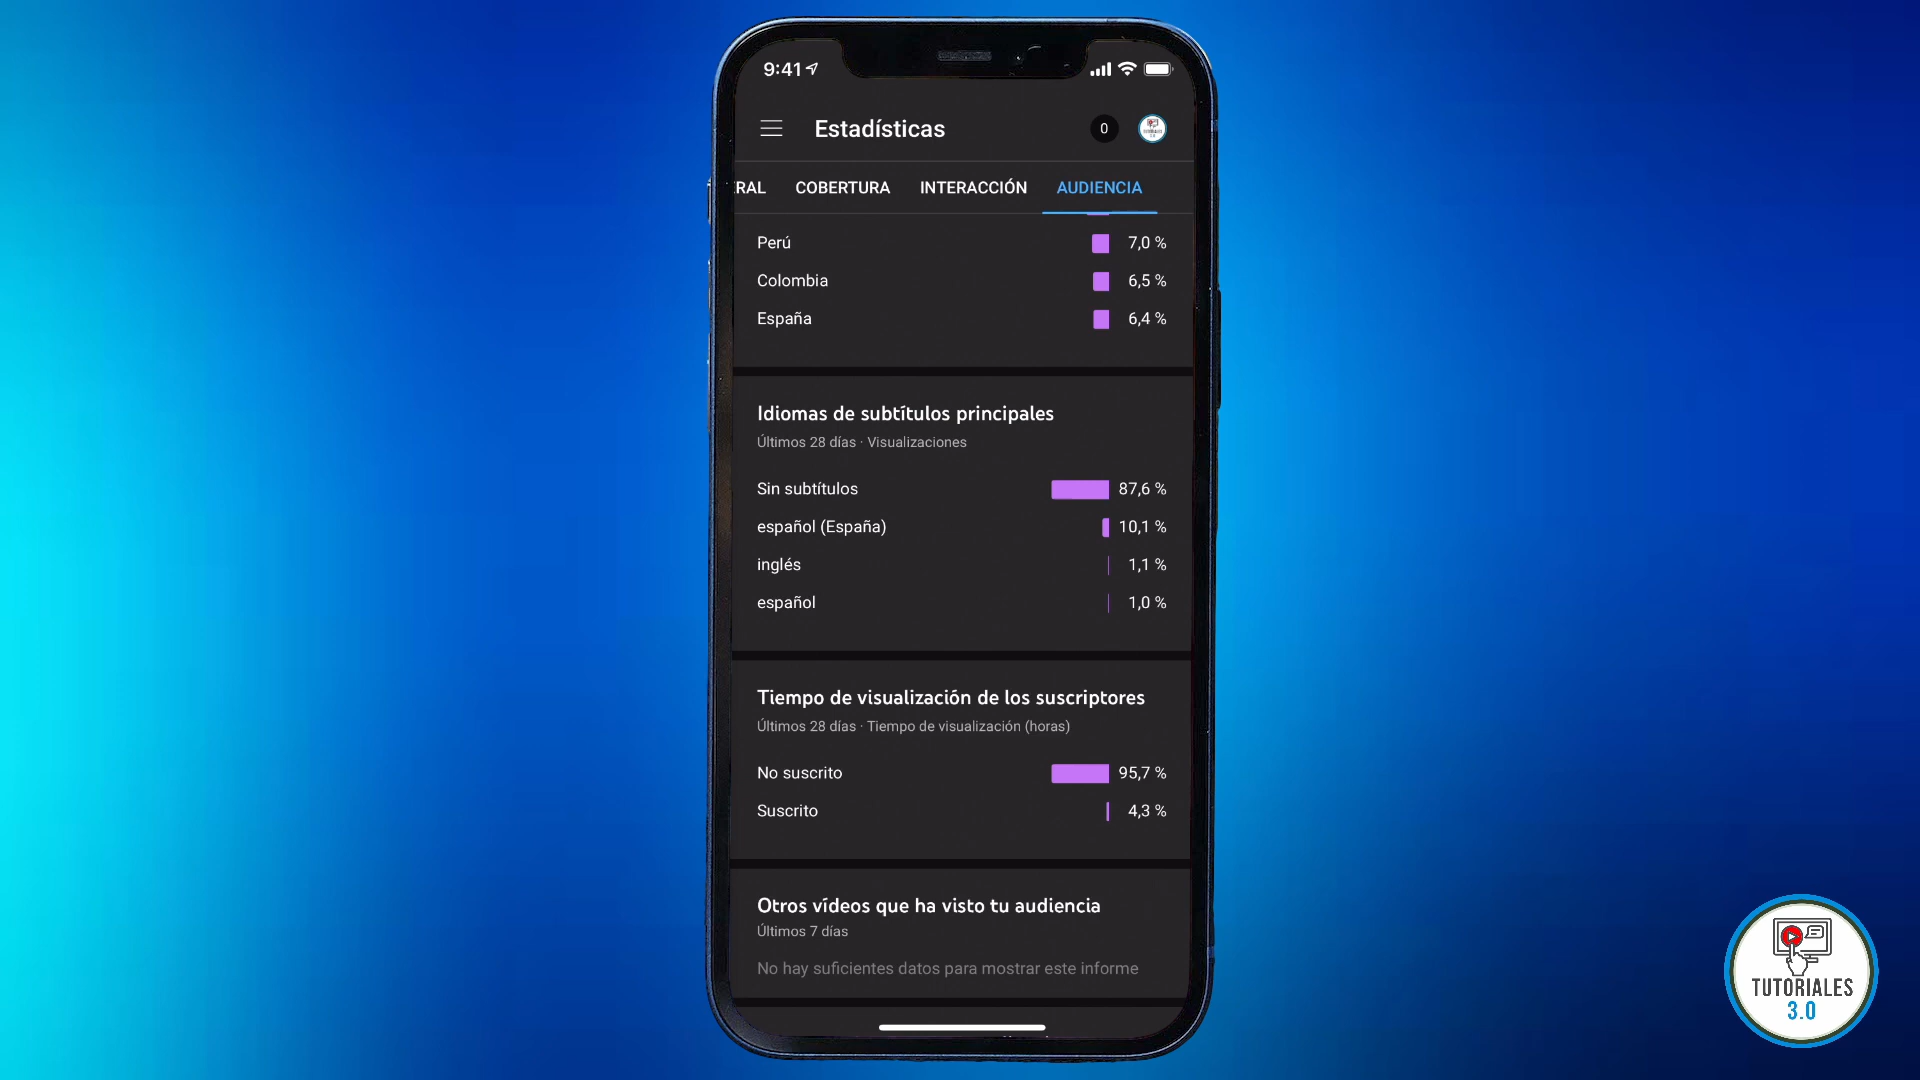 9:41
Estadísticas
0
RAL COBERTURA INTERACCIÓN AUDIENCIA
Perú 7,0 %
Colombia 6,5 %
España 6,4 %
Idiomas de subtítulos principales
Últimos 28 días · Visualizaciones
Sin subtítulos 87,6 %
español (España) 10,1 %
inglés 1,1 %
español 1,0 %
Tiempo de visualización de los suscriptores
Últimos 28 días · Tiempo de visualización (horas)
No suscrito 95,7 %
Suscrito 4,3 %
Otros vídeos que ha visto tu audiencia
Últimos 7 días
No hay suficientes datos para mostrar este informe
TUTORIALES
3.0